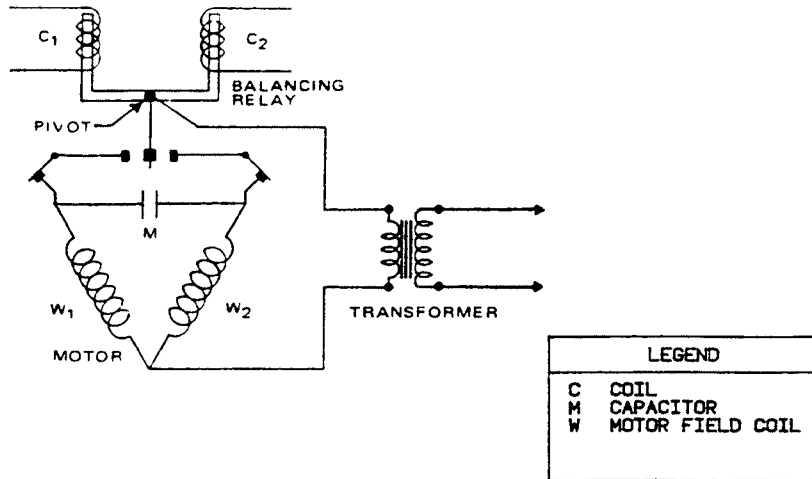 C1
C2
BALANCING
RELAY
PIVOT
M
W1
W2
MOTOR
TRANSFORMER
LEGEND
C COIL
M CAPACITOR
W MOTOR FIELD COIL